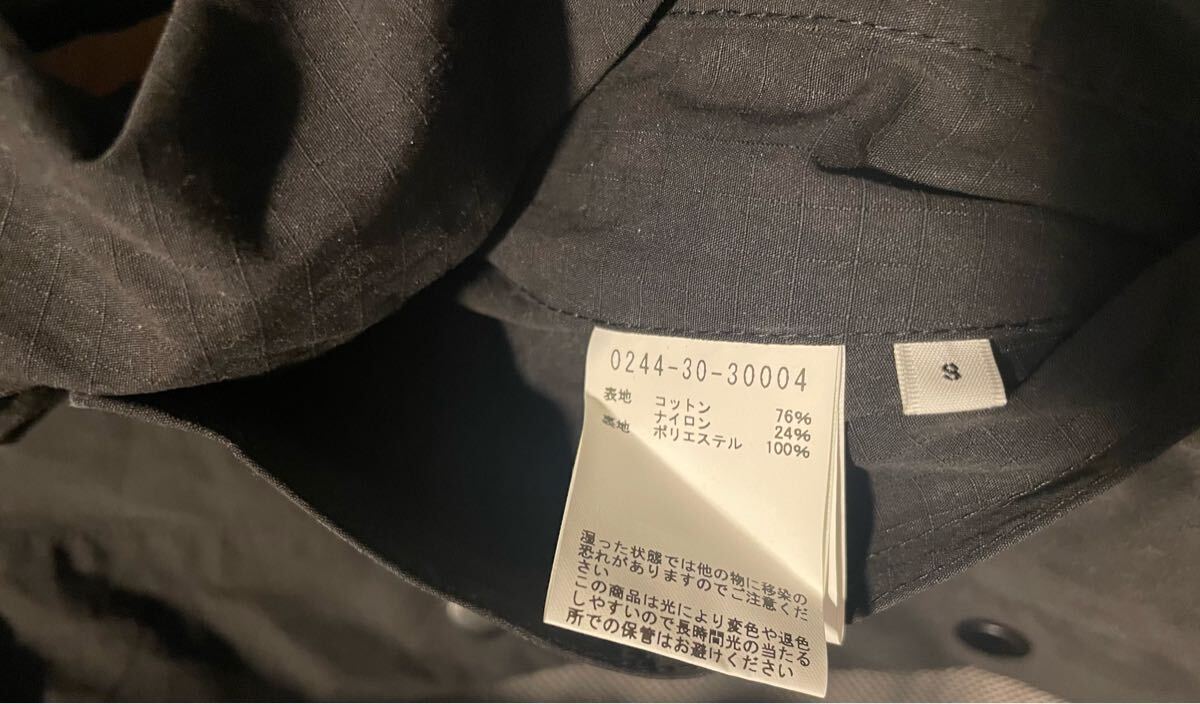 0244-30-30004
表地 コットン 76%
ナイロン 24%
裏地 ポリエステル 100%
湿った状態では他の物に移染の
恐れがありますのでご注意くだ
さい
この商品は光により変色や退色
しやすいので長時間光の当たる
所での保管はお避けください
S